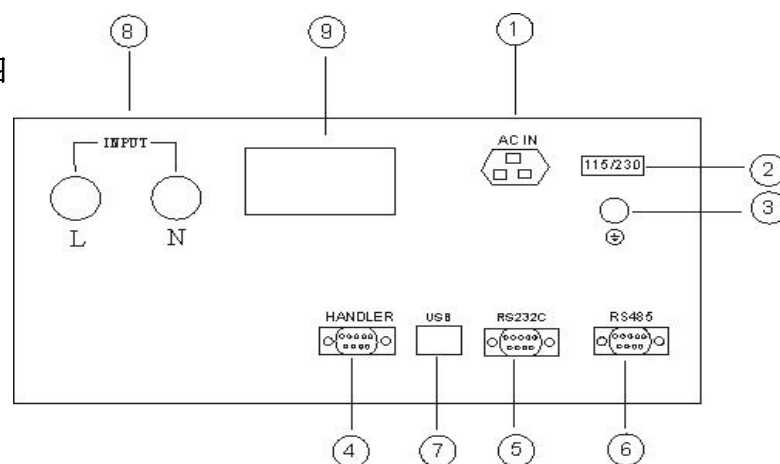 8 9 1
INPUT
AC IN
115/230
2
3
L N
HANDLER USB RS232C RS485
4 7 5 6